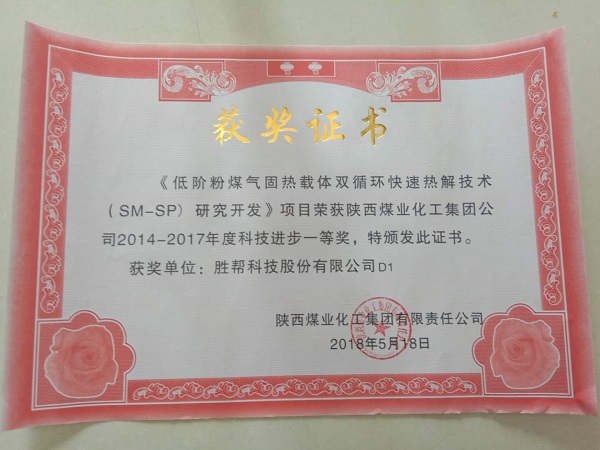 获奖证书
《低阶粉煤气固热载体双循环快速热解技术
(SM-SP)研究开发》项目荣获陕西煤业化工集团公
司2014-2017年度科技进步一等奖，特颁发此证书。
获奖单位：胜帮科技股份有限公司D1
陕西煤业化工集团有限责任公司
2018年5月18日